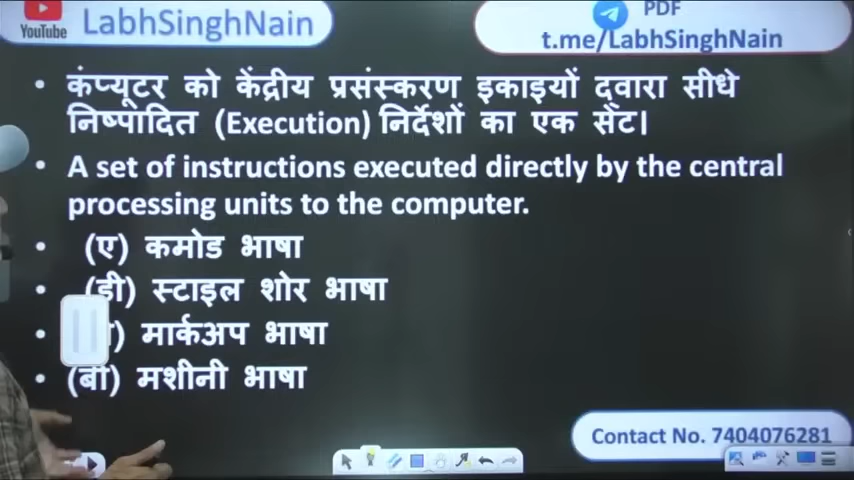 YouTube
LabhSinghNain
PDF
t.me/LabhSinghNain
• कंप्यूटर को केंद्रीय प्रसंस्करण इकाइयों द्वारा सीधे
निष्पादित (Execution) निर्देशों का एक सेट।
• A set of instructions executed directly by the central
processing units to the computer.
• (ए) कमोड भाषा
• (डी) स्टाइल शोर भाषा
• ) मार्कअप भाषा
• (बी) मशीनी भाषा
Contact No. 7404076281